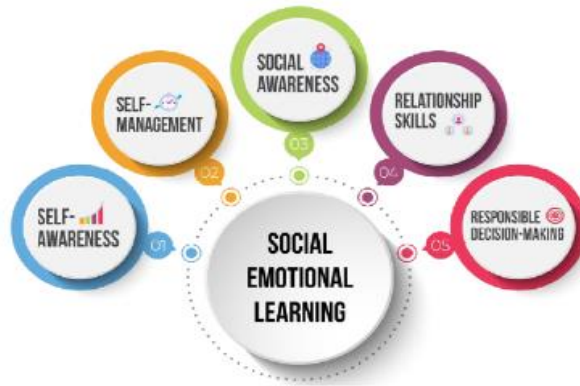 SELF-
AWARENESS
01
SELF-
MANAGEMENT
02
SOCIAL
AWARENESS
03
RELATIONSHIP
SKILLS
04
RESPONSIBLE
DECISION-MAKING
05
SOCIAL
EMOTIONAL
LEARNING